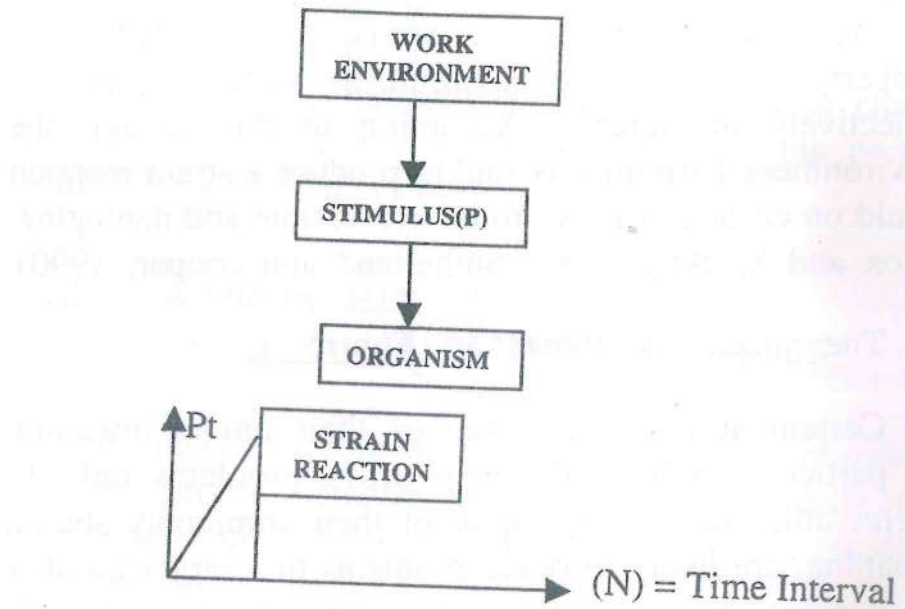 WORK
ENVIRONMENT
STIMULUS(P)
ORGANISM
Pt
STRAIN
REACTION
(N) = Time Interval